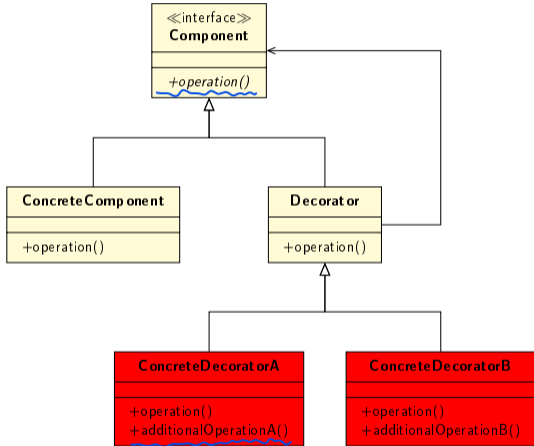 ≪interface≫
Component
+operation()
ConcreteComponent
+operation()
Decorator
+operation()
ConcreteDecoratorA
+operation()
+additionalOperationA()
ConcreteDecoratorB
+operation()
+additionalOperationB()